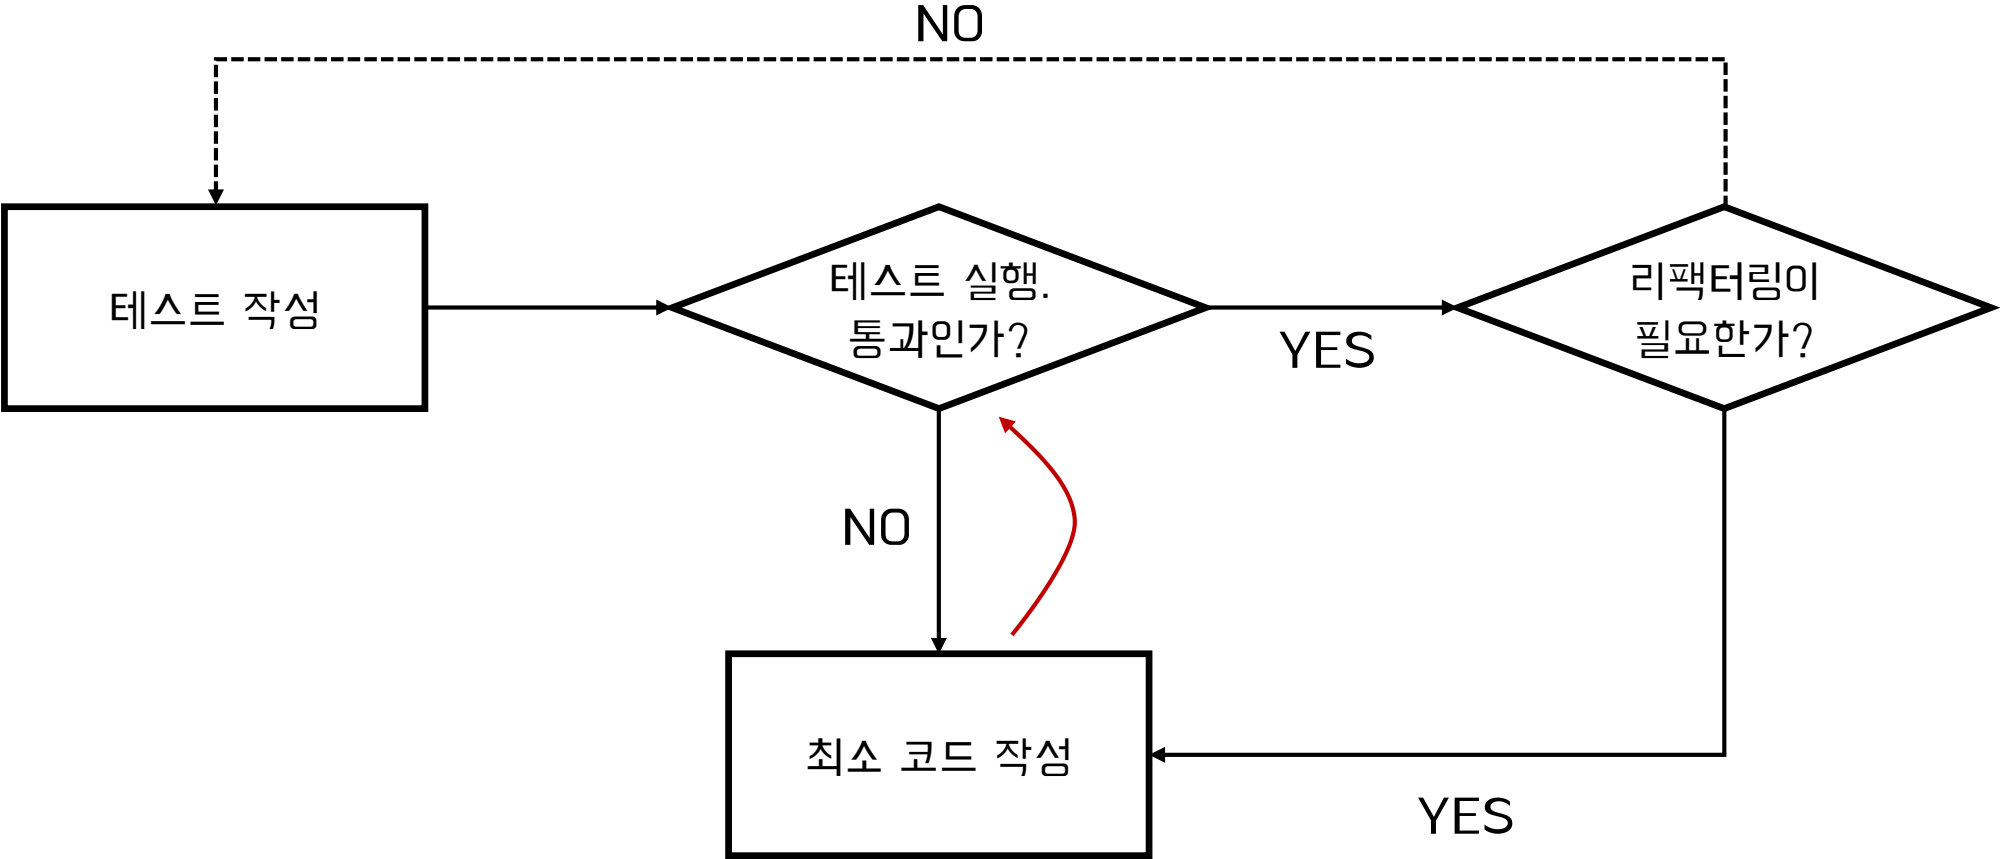 NO
테스트 작성
테스트 실행.
통과인가?
YES
리팩터링이
필요한가?
NO
최소 코드 작성
YES